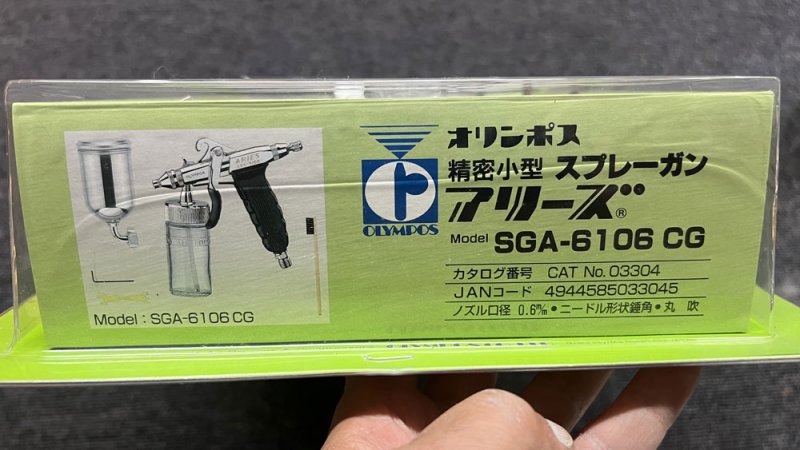 オリンポス
精密小型 スプレーガン
アリーズ®
OLYMPOS
Model SGA-6106 CG
カタログ番号 CAT No. 03304
JANコード 4944585033045
ノズル口径 0.6m/m • ニードル形状錘角 • 丸 吹
ARIES
Model : SGA-6106 CG